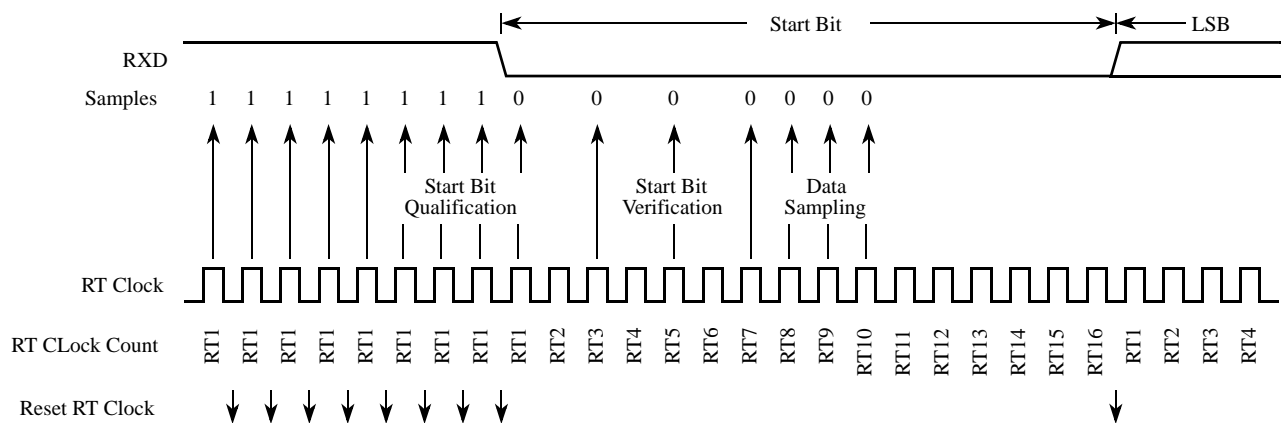 Start Bit LSB
RXD
Samples 1 1 1 1 1 1 1 1 0 0 0 0 0 0 0
Start Bit Qualification
Start Bit Verification
Data Sampling
RT Clock
RT CLock Count RT1 RT1 RT1 RT1 RT1 RT1 RT1 RT1 RT1 RT2 RT3 RT4 RT5 RT6 RT7 RT8 RT9 RT10 RT11 RT12 RT13 RT14 RT15 RT16 RT1 RT2 RT3 RT4
Reset RT Clock